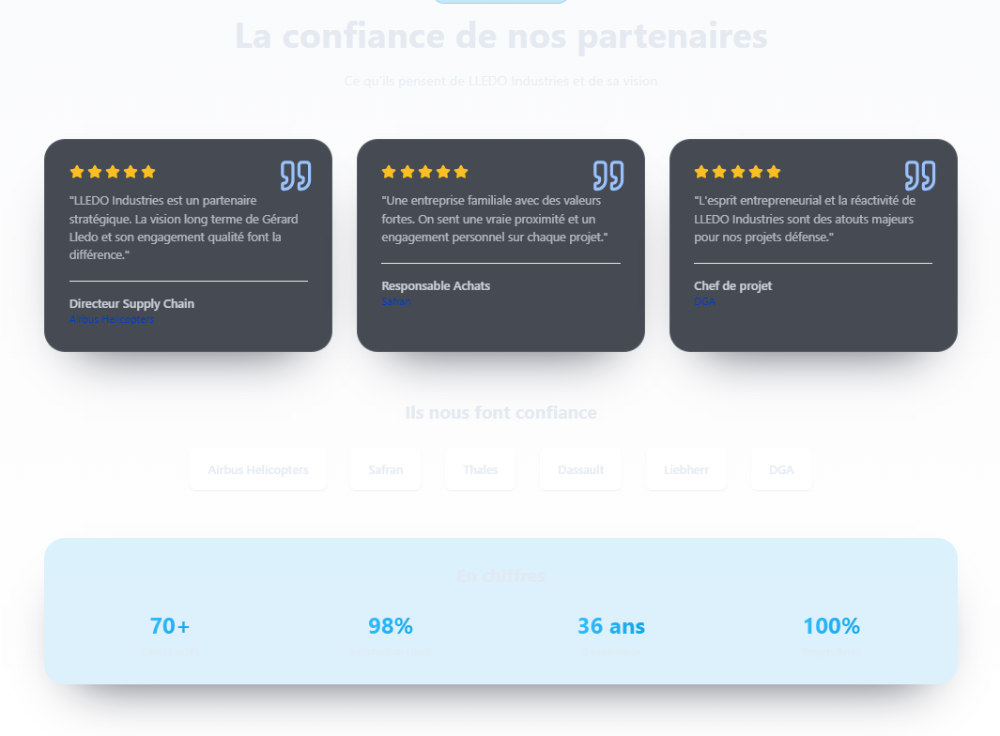 La confiance de nos partenaires
Ce qu'ils pensent de LLEDO Industries et de sa vision
"LLEDO Industries est un partenaire
stratégique. La vision long terme de Gérard
Lledo et son engagement qualité font la
différence."
Directeur Supply Chain
Airbus Helicopters
"Une entreprise familiale avec des valeurs
fortes. On sent une vraie proximité et un
engagement personnel sur chaque projet."
Responsable Achats
Safran
"L'esprit entrepreneurial et la réactivité de
LLEDO Industries sont des atouts majeurs
pour nos projets défense."
Chef de projet
DGA
Ils nous font confiance
Airbus Helicopters
Safran
Thales
Dassault
Liebherr
DGA
En chiffres
70+
98%
36 ans
100%